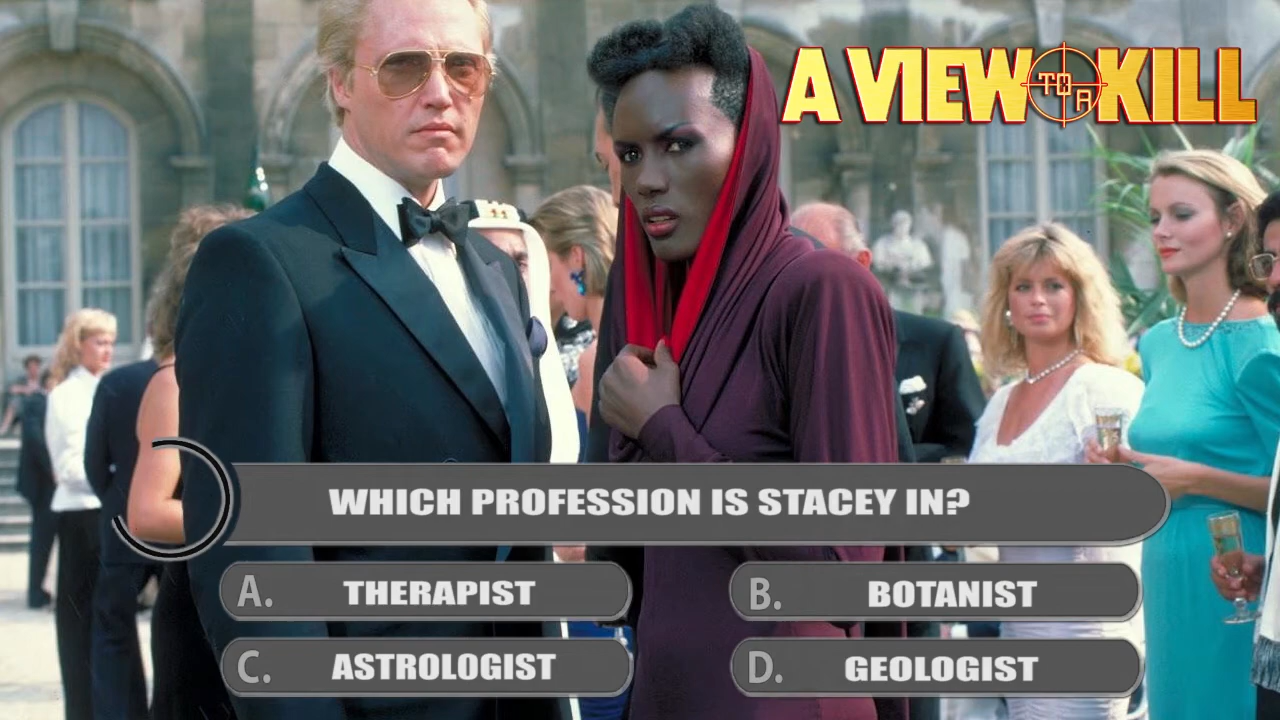 A VIEW TO A KILL
WHICH PROFESSION IS STACEY IN?
A. THERAPIST
B. BOTANIST
C. ASTROLOGIST
D. GEOLOGIST